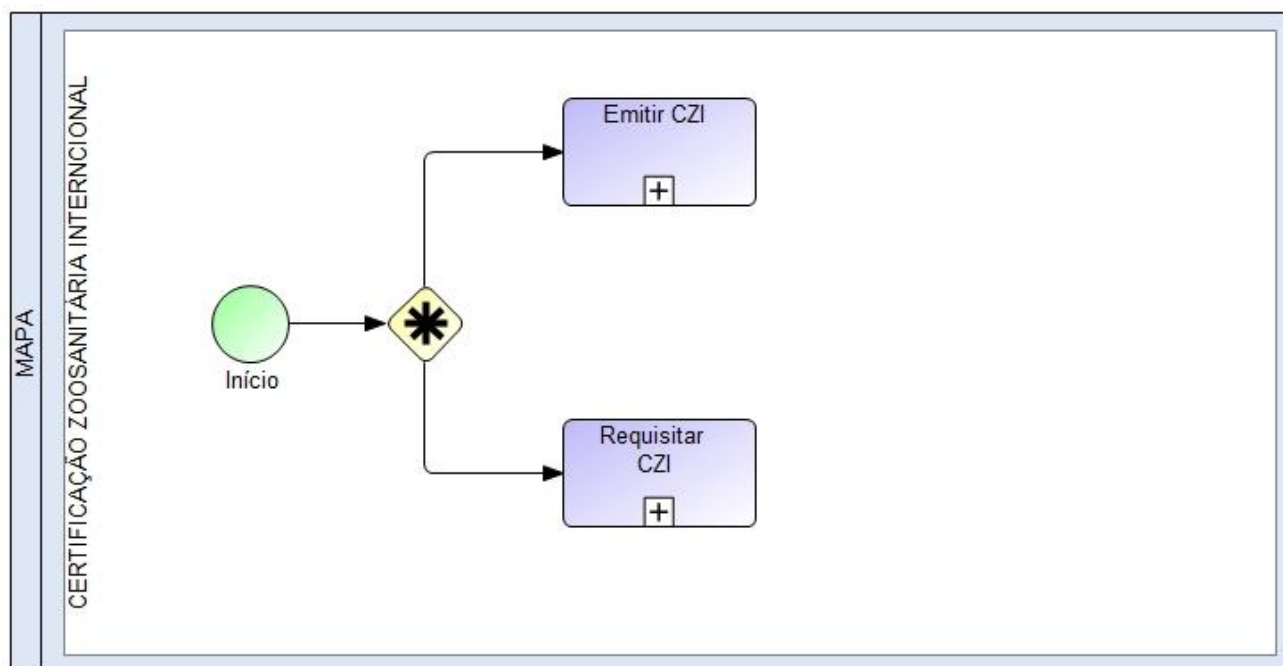 MAPA
CERTIFICAÇÃO ZOOSANITÁRIA INTERNCIONAL
Emitir CZI
Início
Requisitar
CZI